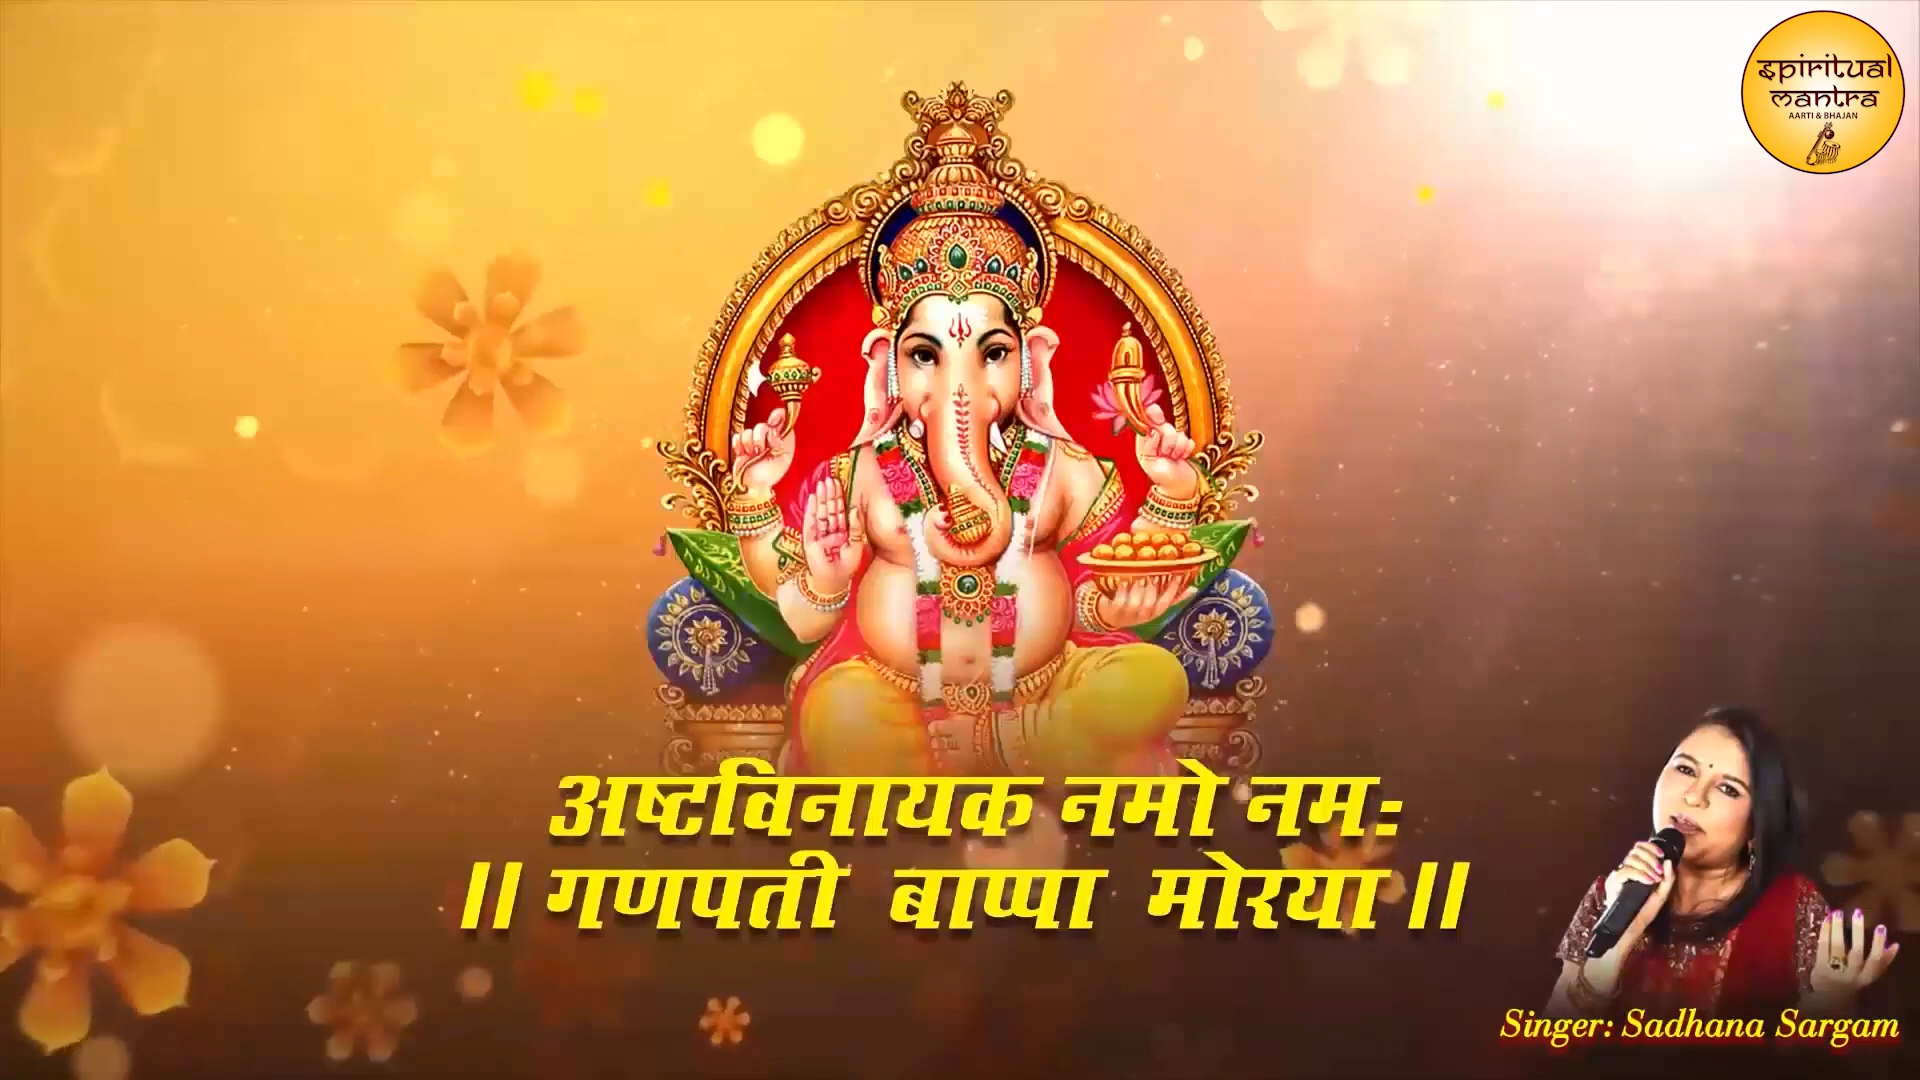 spiritual
mantra
AARTI & BHAJAN
अष्टविनायक नमो नमः
|| गणपती बाप्पा मोरया ||
Singer: Sadhana Sargam